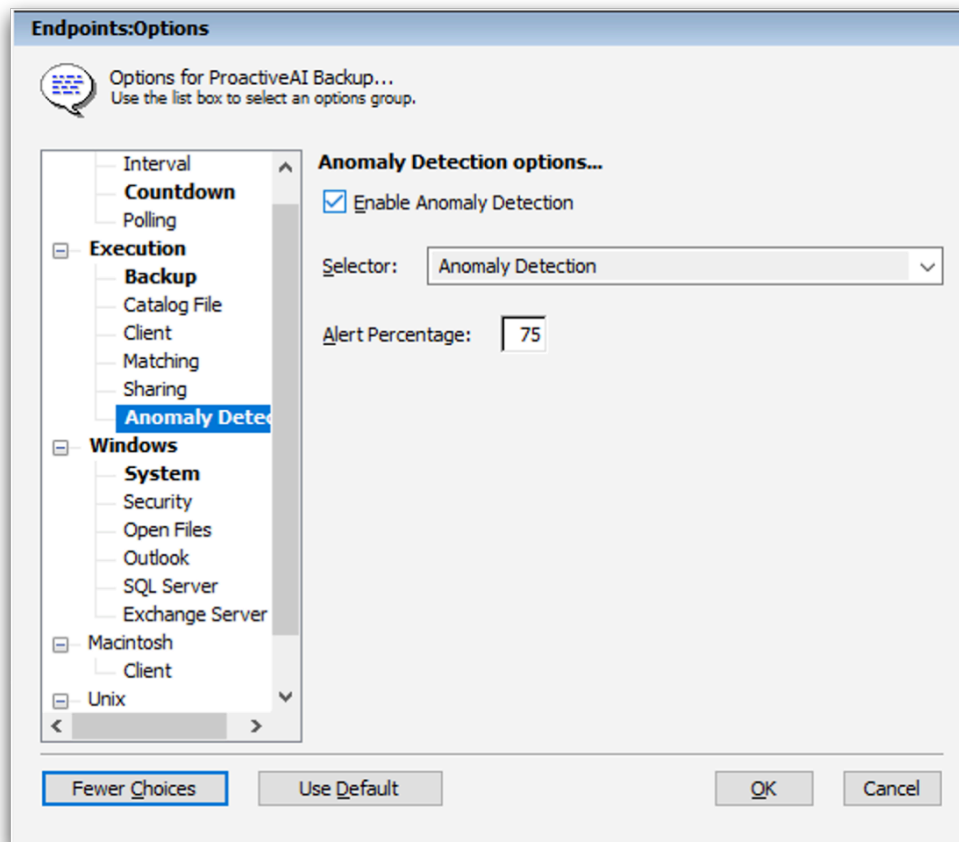 Endpoints:Options
Options for ProactiveAI Backup...
Use the list box to select an options group.
Interval
Countdown
Polling
Execution
Backup
Catalog File
Client
Matching
Sharing
Anomaly Detec
Windows
System
Security
Open Files
Outlook
SQL Server
Exchange Server
Macintosh
Client
Unix
Anomaly Detection options...
Enable Anomaly Detection
Selector: Anomaly Detection
Alert Percentage: 75
Fewer Choices Use Default OK Cancel